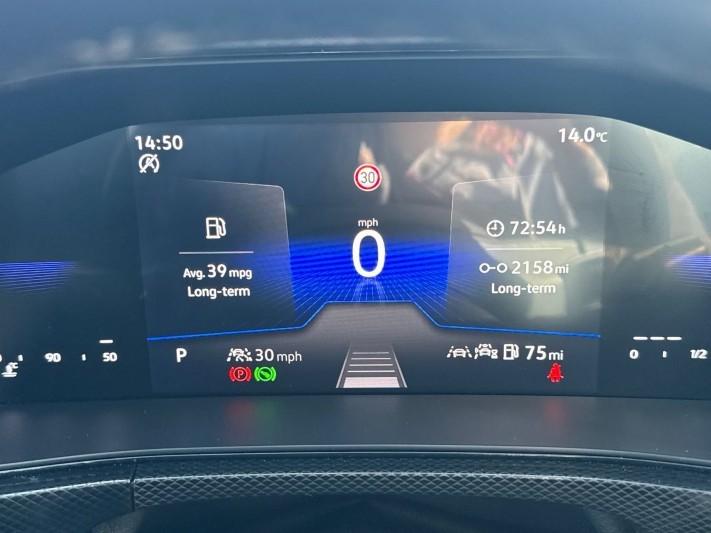 14:50
14.0°C
30
mph
0
72:54h
Avg. 39 mpg
2158 mi
Long-term
Long-term
90
50
P
30 mph
75 mi
0
1/2
P